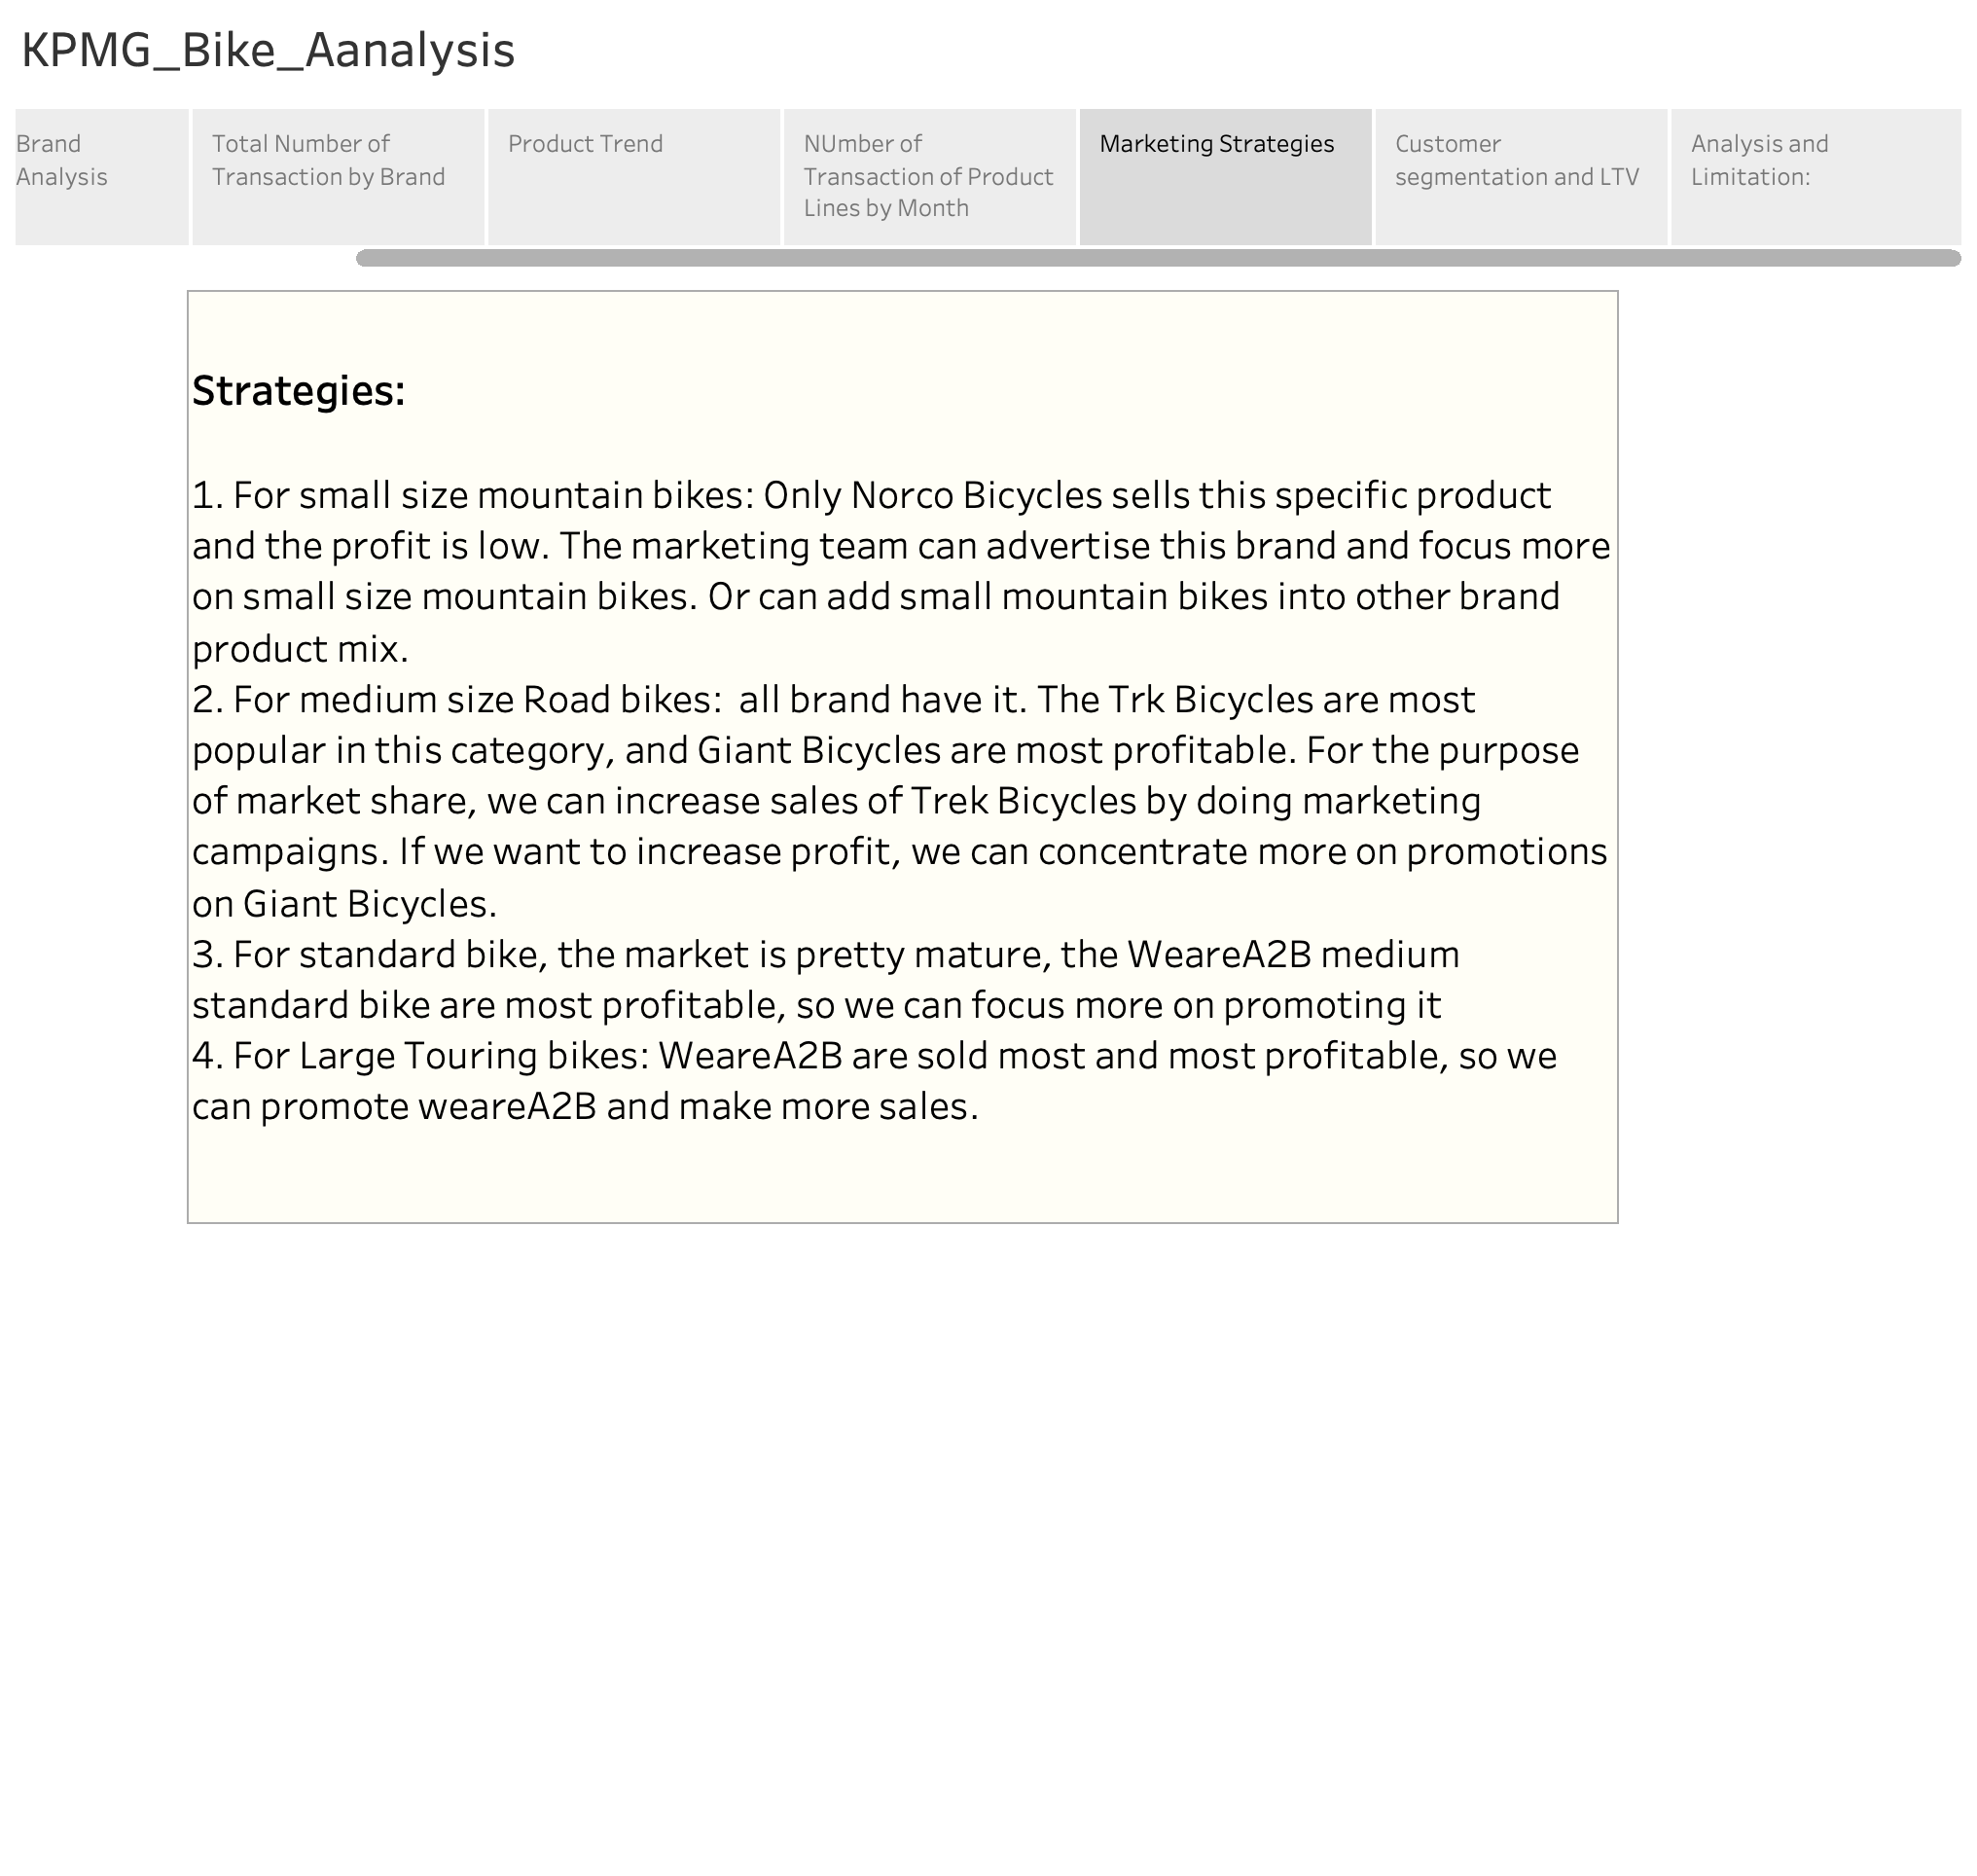 KPMG_Bike_Aanalysis
Brand
Analysis
Total Number of
Transaction by Brand
Product Trend
NUmber of
Transaction of Product
Lines by Month
Marketing Strategies
Customer
segmentation and LTV
Analysis and
Limitation:
Strategies:
1. For small size mountain bikes: Only Norco Bicycles sells this specific product
and the profit is low. The marketing team can advertise this brand and focus more
on small size mountain bikes. Or can add small mountain bikes into other brand
product mix.
2. For medium size Road bikes:  all brand have it. The Trk Bicycles are most
popular in this category, and Giant Bicycles are most profitable. For the purpose
of market share, we can increase sales of Trek Bicycles by doing marketing
campaigns. If we want to increase profit, we can concentrate more on promotions
on Giant Bicycles.
3. For standard bike, the market is pretty mature, the WeareA2B medium
standard bike are most profitable, so we can focus more on promoting it
4. For Large Touring bikes: WeareA2B are sold most and most profitable, so we
can promote weareA2B and make more sales.